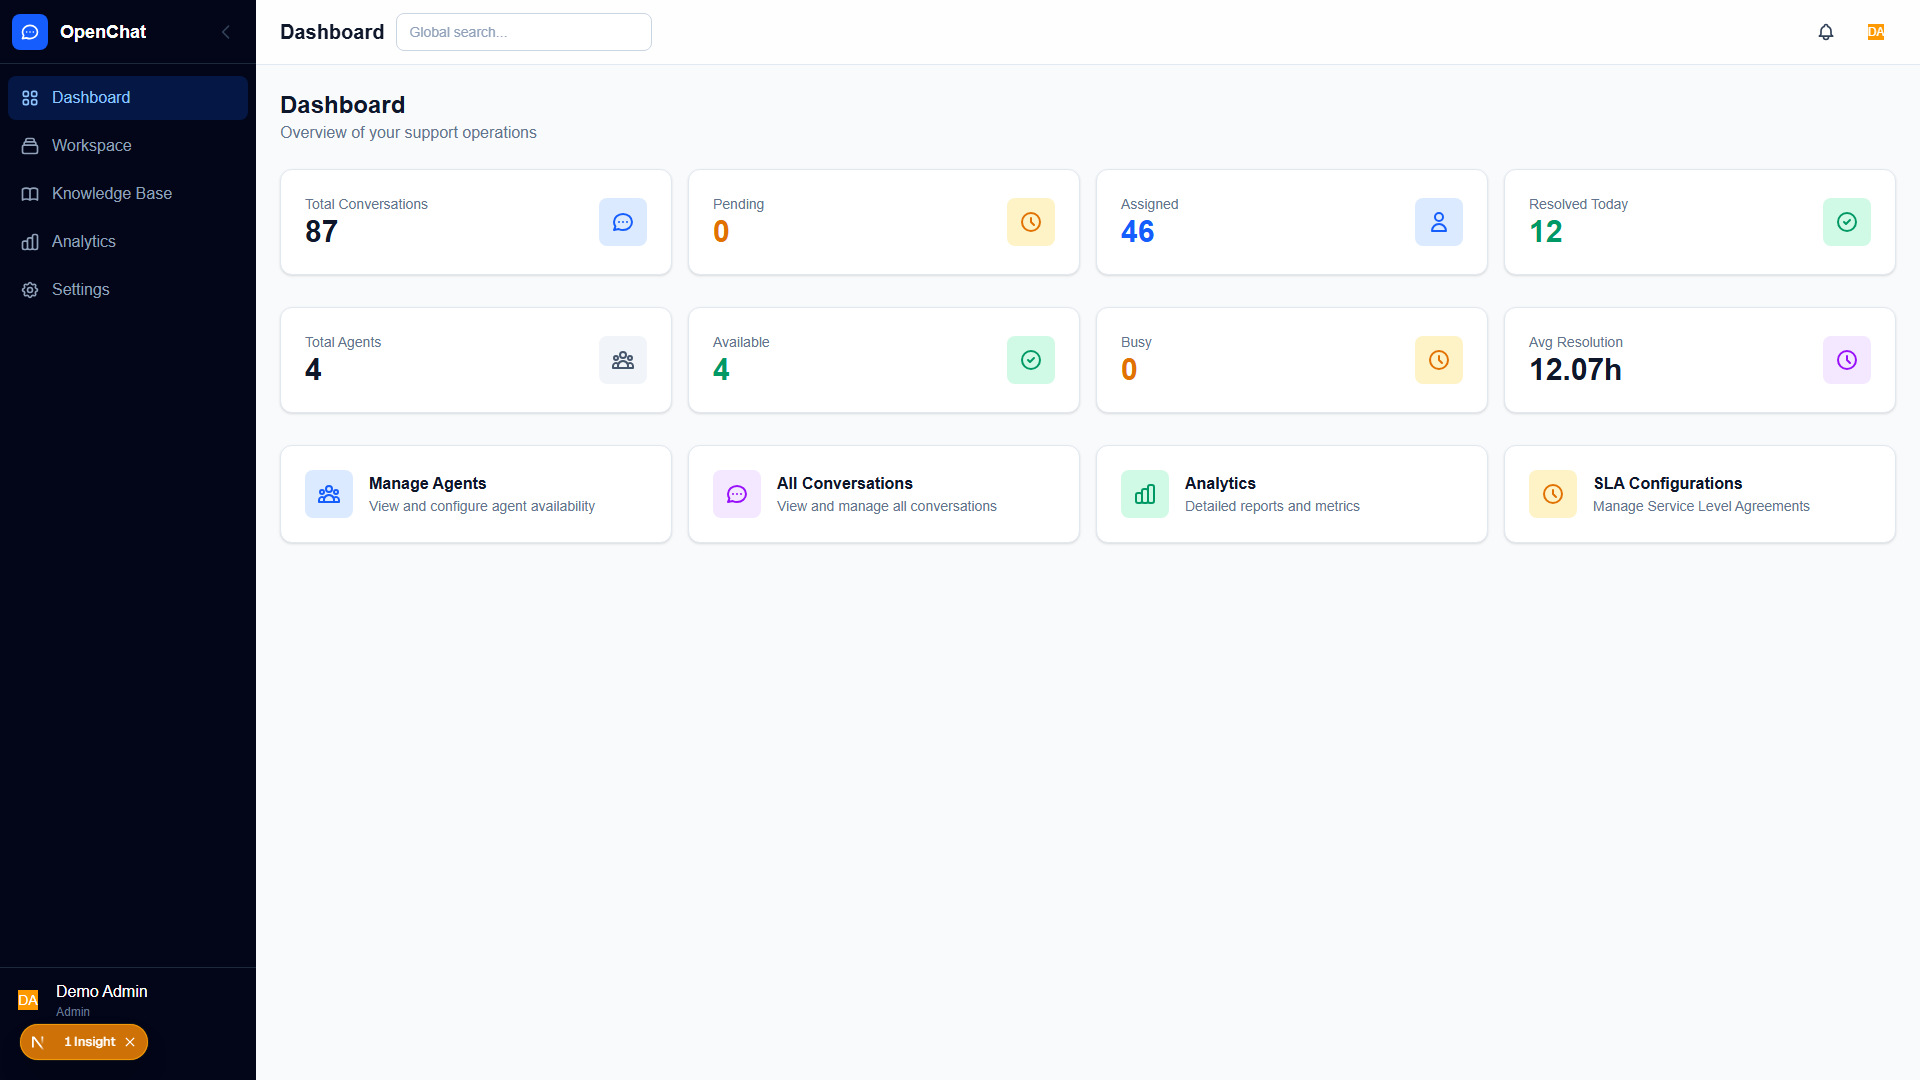 OpenChat
Dashboard
Workspace
Knowledge Base
Analytics
Settings
DA
Demo Admin
Admin
N
1 Insight
Dashboard
Global search...
DA
Dashboard
Overview of your support operations
Total Conversations
87
Pending
0
Assigned
46
Resolved Today
12
Total Agents
4
Available
4
Busy
0
Avg Resolution
12.07h
Manage Agents
View and configure agent availability
All Conversations
View and manage all conversations
Analytics
Detailed reports and metrics
SLA Configurations
Manage Service Level Agreements